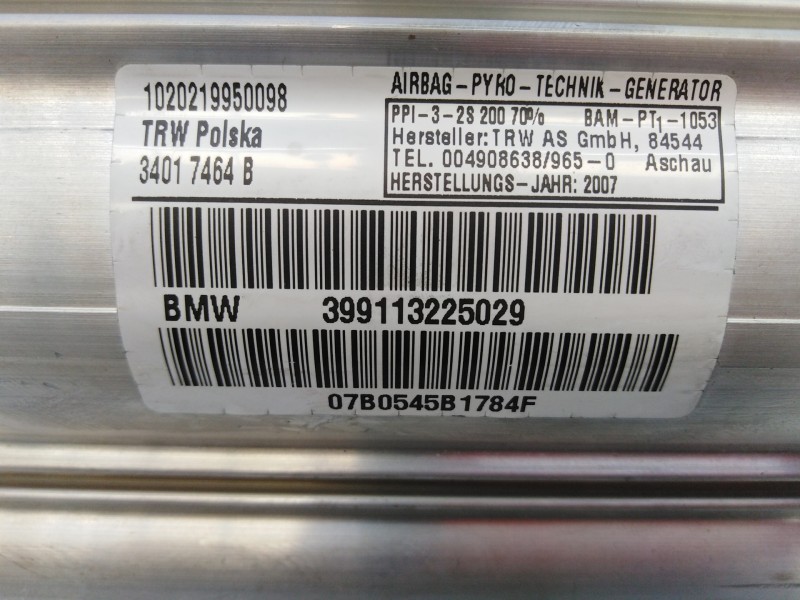 1020219950098
TRW Polska
3401 7464 B
AIRBAG-PYRO-TECHNIK-GENERATOR
PPI-3-2S 200 70% BAM-PT1-1053
Hersteller: TRW AS GmbH, 84544
TEL. 004908638/965-0 Aschau
HERSTELLUNGS-JAHR: 2007
BMW 399113225029
07B0545B1784F